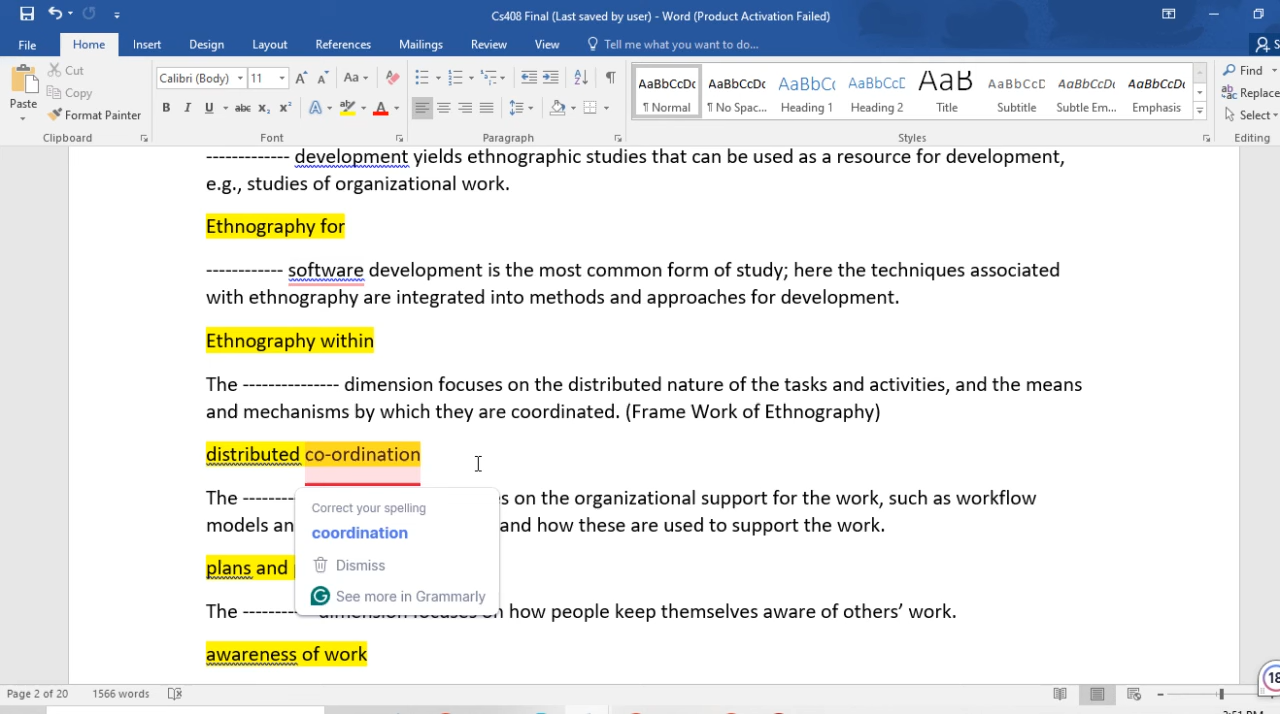 Cs408 Final (Last saved by user) - Word (Product Activation Failed)
File Home Insert Design Layout References Mailings Review View Tell me what you want to do...
Paste Cut Copy Format Painter
Calibri (Body) 11 Aa
B I U abc X₂ X² A A
AaBbCcDc AaBbCcDc AaBbCc AaBbCcD AaB AaBbCcDc AaBbCcDc AaBbCcDc
¶ Normal ¶ No Spac... Heading 1 Heading 2 Title Subtitle Subtle Em... Emphasis
Find
Replace
Select
Clipboard Font Paragraph Styles Editing
------------- development yields ethnographic studies that can be used as a resource for development,
e.g., studies of organizational work.
Ethnography for
------------ software development is the most common form of study; here the techniques associated
with ethnography are integrated into methods and approaches for development.
Ethnography within
The --------------- dimension focuses on the distributed nature of the tasks and activities, and the means
and mechanisms by which they are coordinated. (Frame Work of Ethnography)
distributed co-ordination
The -------- on the organizational support for the work, such as workflow
models and how these are used to support the work.
plans and
Correct your spelling
coordination
Dismiss
See more in Grammarly
The --------- how people keep themselves aware of others’ work.
awareness of work
Page 2 of 20 1566 words
18